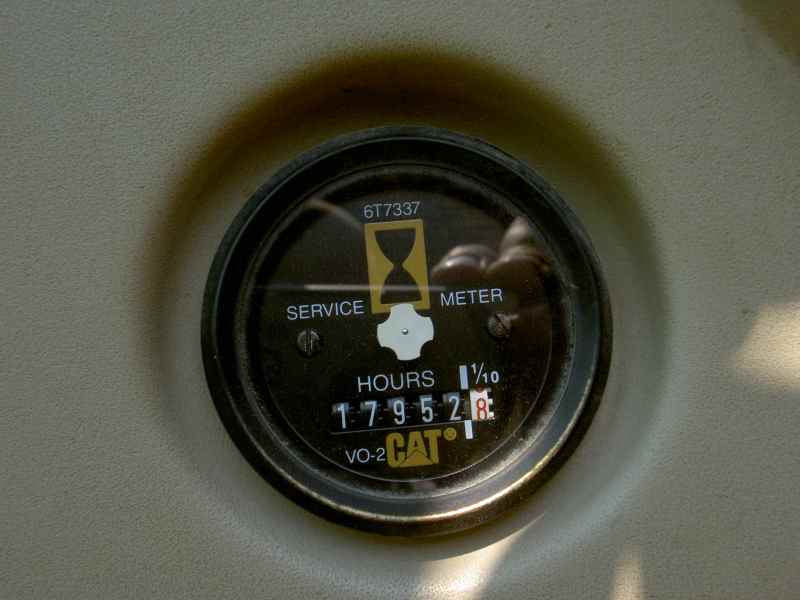 6T7337
SERVICE METER
HOURS 1/10
179528
VO-2 CAT